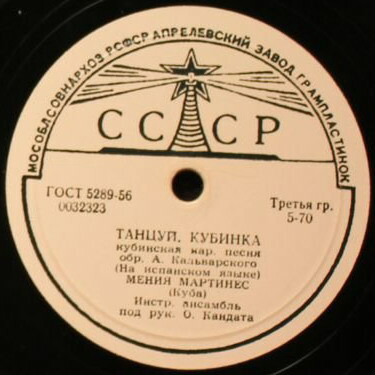 МОСОБЛСОВНАРХОЗ РСФСР АПРЕЛЕВСКИЙ ЗАВОД ГРАМПЛАСТИНОК
СССР
ГОСТ 5289-56
0032323
Третья гр.
5-70
ТАНЦУЙ, КУБИНКА
кубинская нар. песня
обр. А. Кальварского
(На испанском языке)
МЕНИЯ МАРТИНЕС
(Куба)
Инстр. ансамбль
под рук. О. Кандата